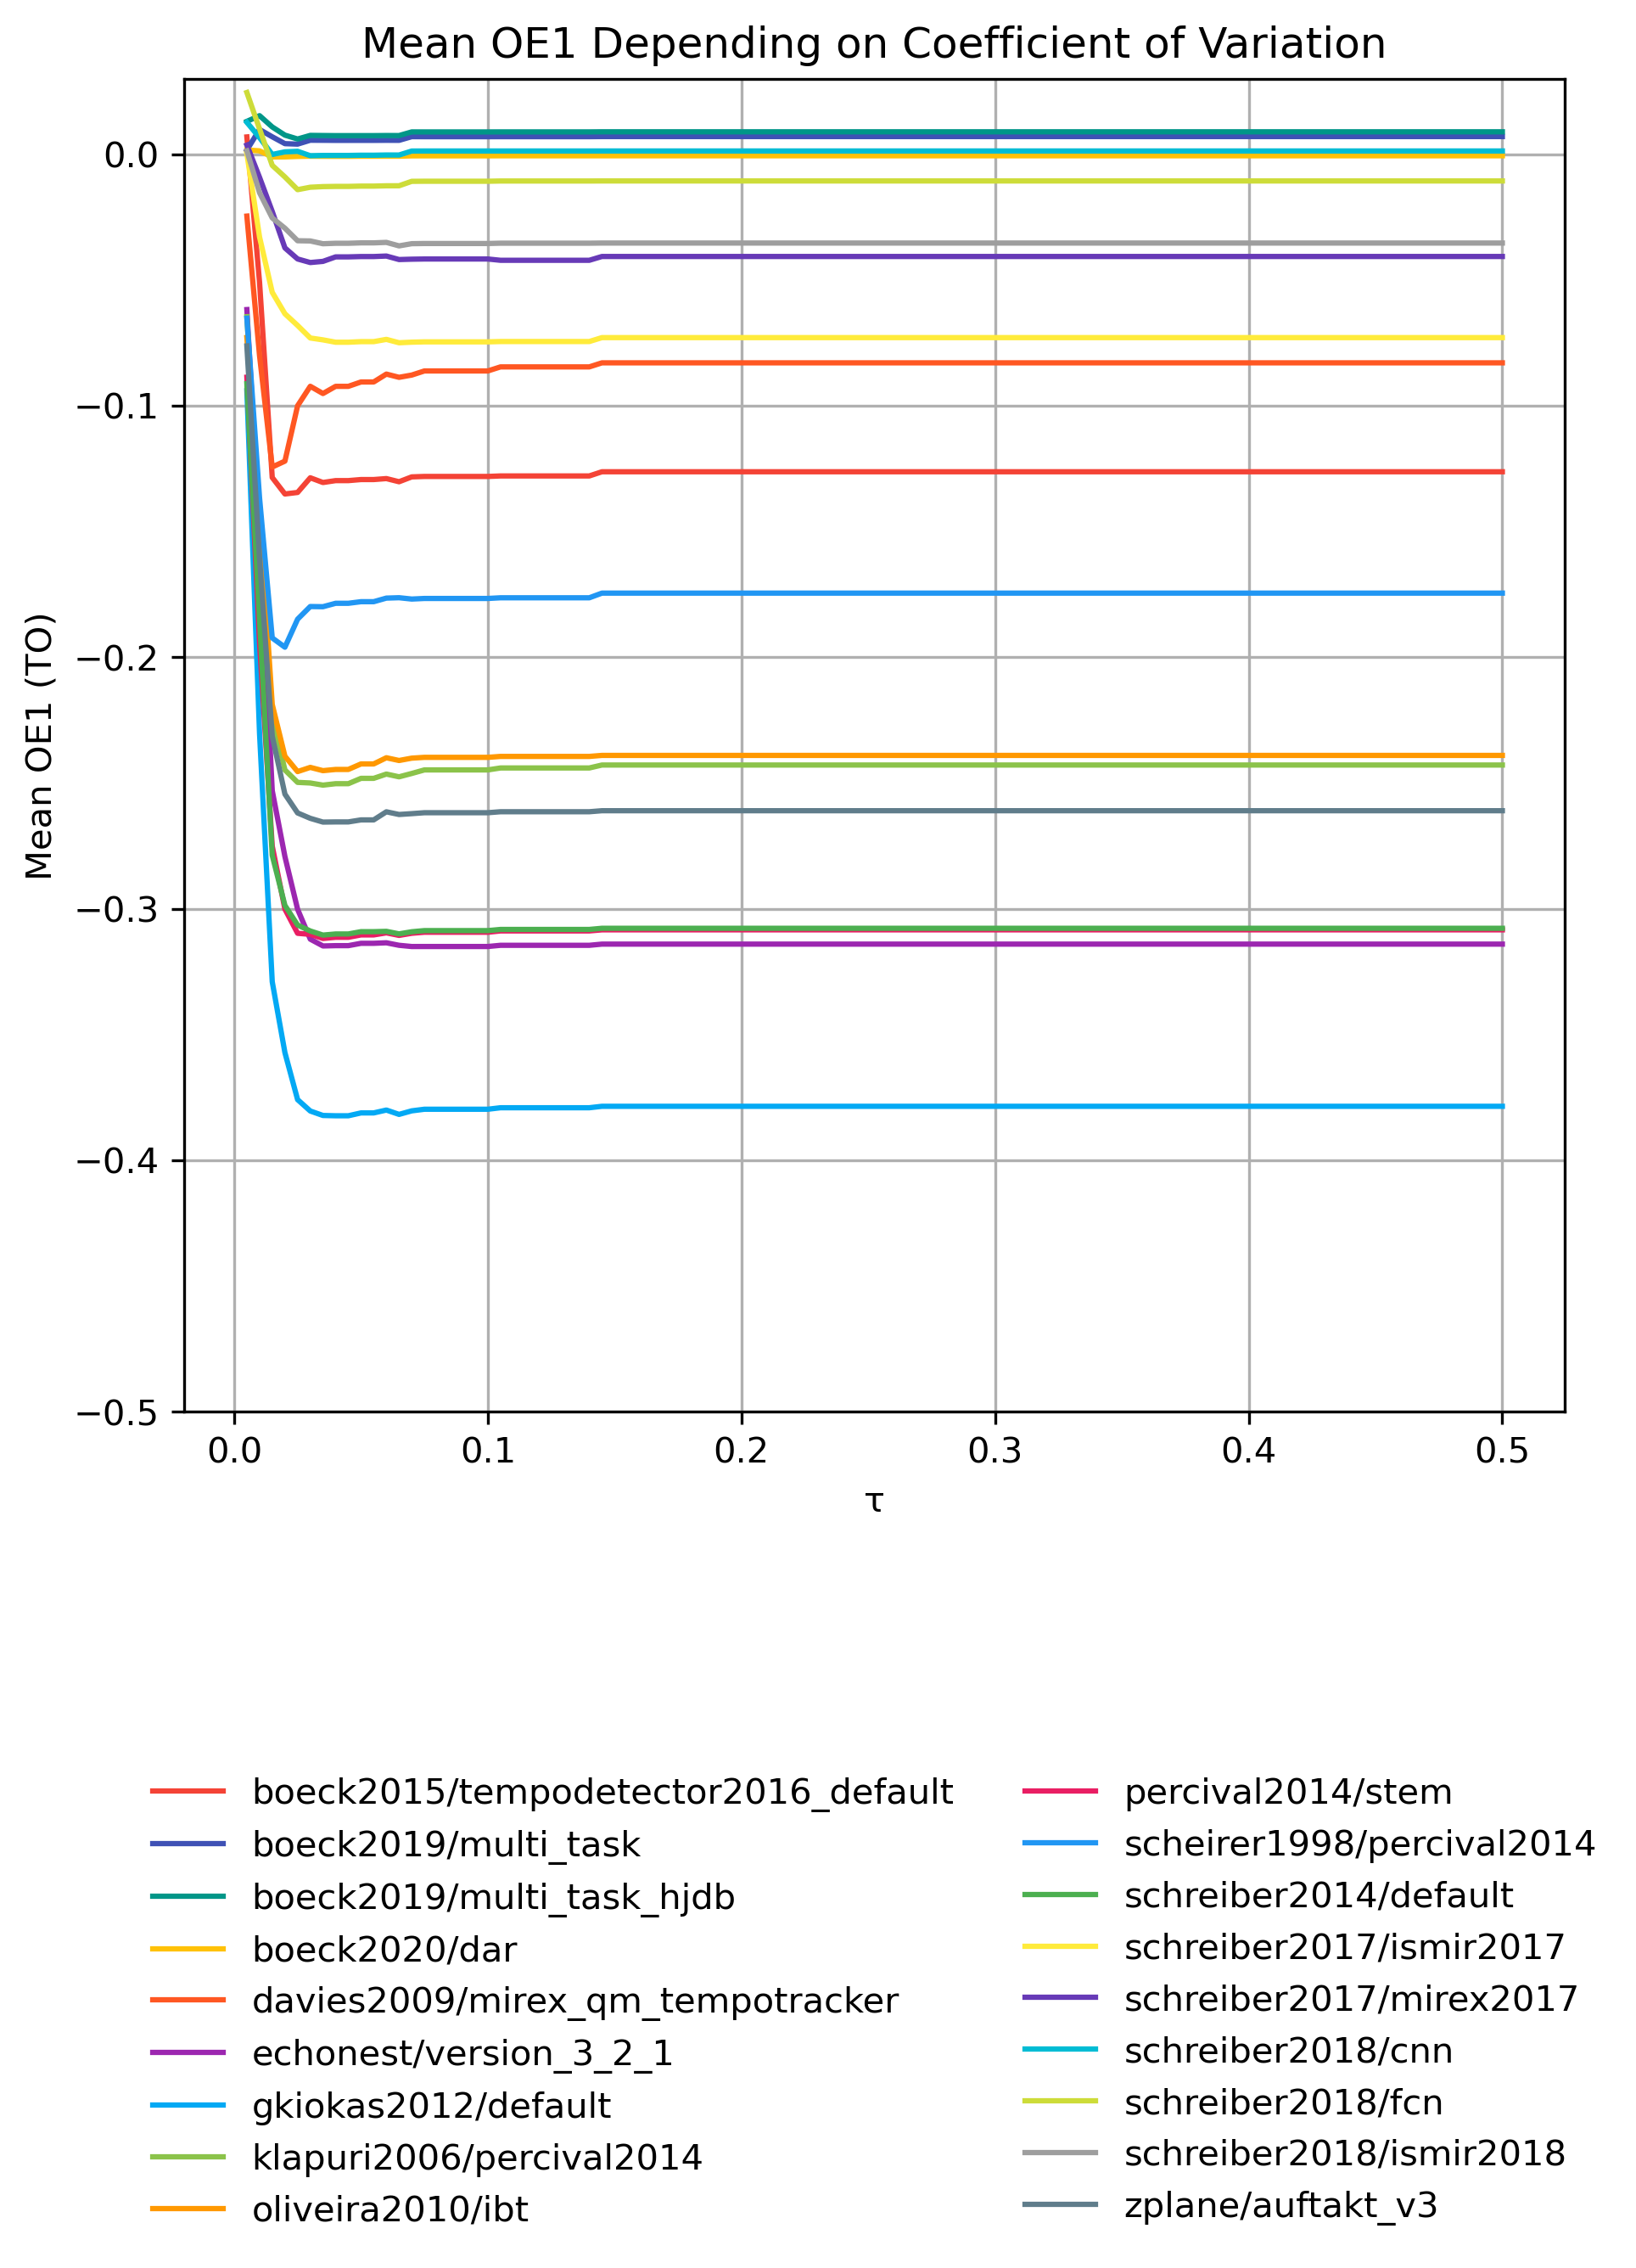 Mean OE1 Depending on Coefficient of Variation
Mean OE1 (TO)
0.0
−0.1
−0.2
−0.3
−0.4
−0.5
0.0 0.1 0.2 0.3 0.4 0.5
τ
boeck2015/tempodetector2016_default
boeck2019/multi_task
boeck2019/multi_task_hjdb
boeck2020/dar
davies2009/mirex_qm_tempotracker
echonest/version_3_2_1
gkiokas2012/default
klapuri2006/percival2014
oliveira2010/ibt
percival2014/stem
scheirer1998/percival2014
schreiber2014/default
schreiber2017/ismir2017
schreiber2017/mirex2017
schreiber2018/cnn
schreiber2018/fcn
schreiber2018/ismir2018
zplane/auftakt_v3